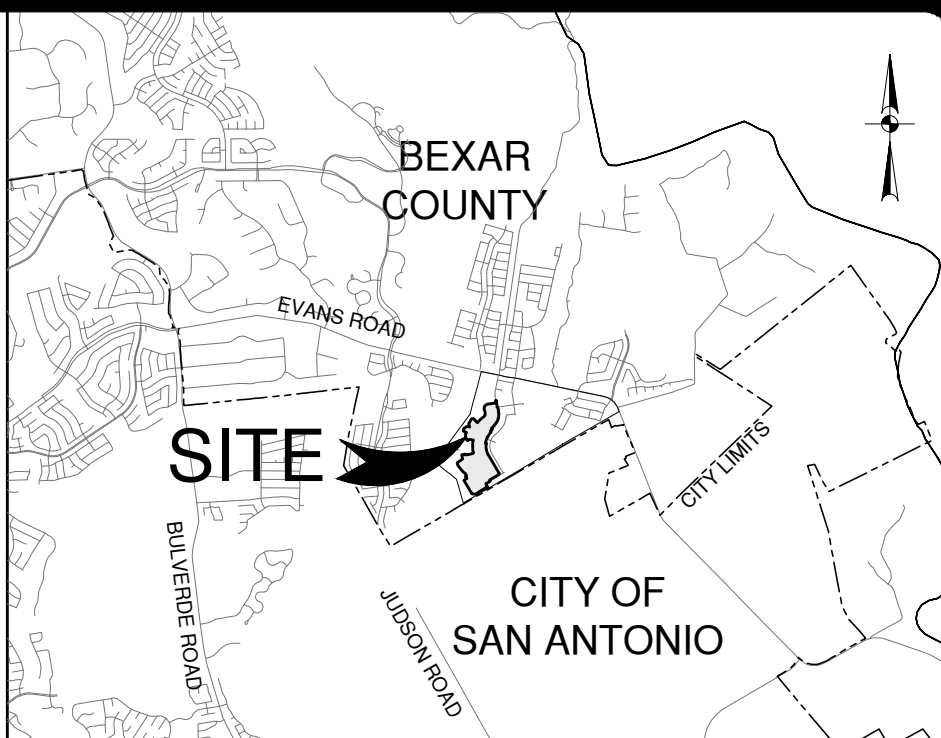 BEXAR
COUNTY
EVANS ROAD
SITE
CITY LIMITS
BULVERDE ROAD
JUDSON ROAD
CITY OF
SAN ANTONIO